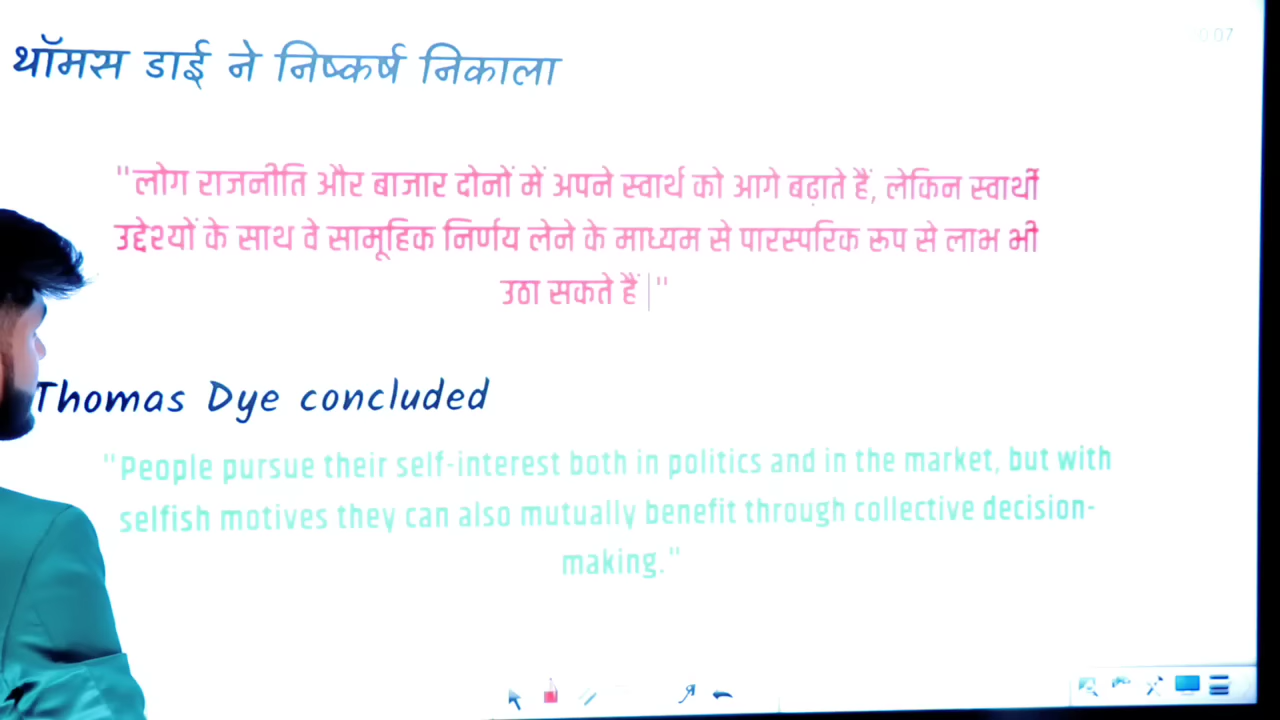 थॉमस डाई ने निष्कर्ष निकाला
"लोग राजनीति और बाजार दोनों में अपने स्वार्थ को आगे बढ़ाते हैं, लेकिन स्वार्थी
उद्देश्यों के साथ वे सामूहिक निर्णय लेने के माध्यम से पारस्परिक रूप से लाभ भी
उठा सकते हैं |"
Thomas Dye concluded
"People pursue their self-interest both in politics and in the market, but with
selfish motives they can also mutually benefit through collective decision-
making."